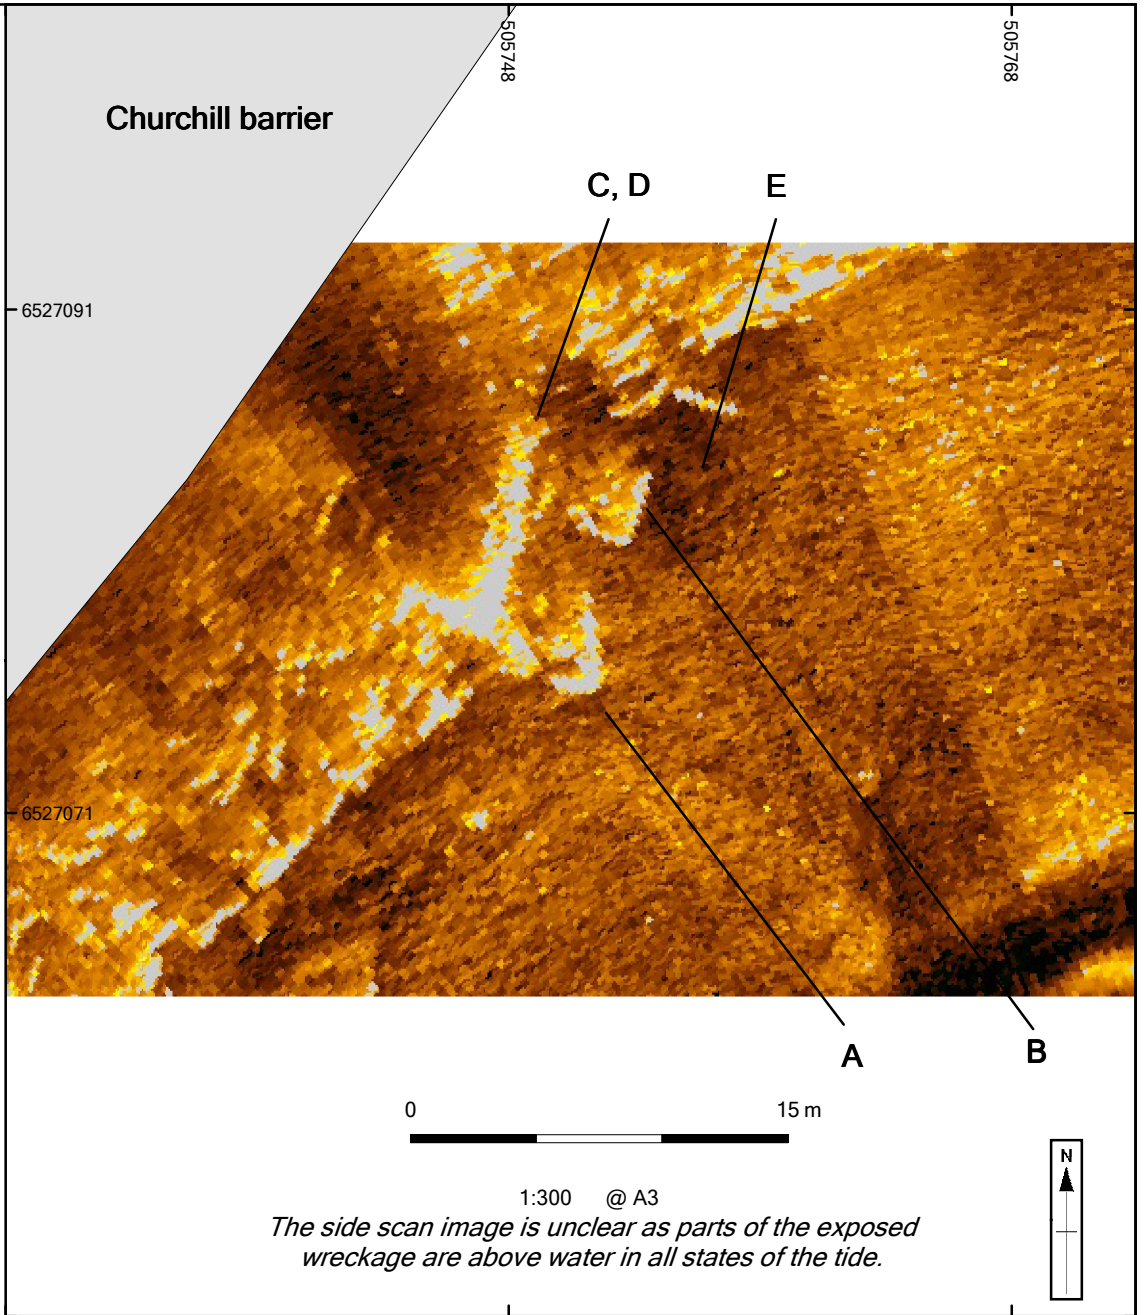 505748
505768
Churchill barrier
C, D
E
6527091
6527071
A
B
0 15 m
N
1:300 @ A3
The side scan image is unclear as parts of the exposed
wreckage are above water in all states of the tide.